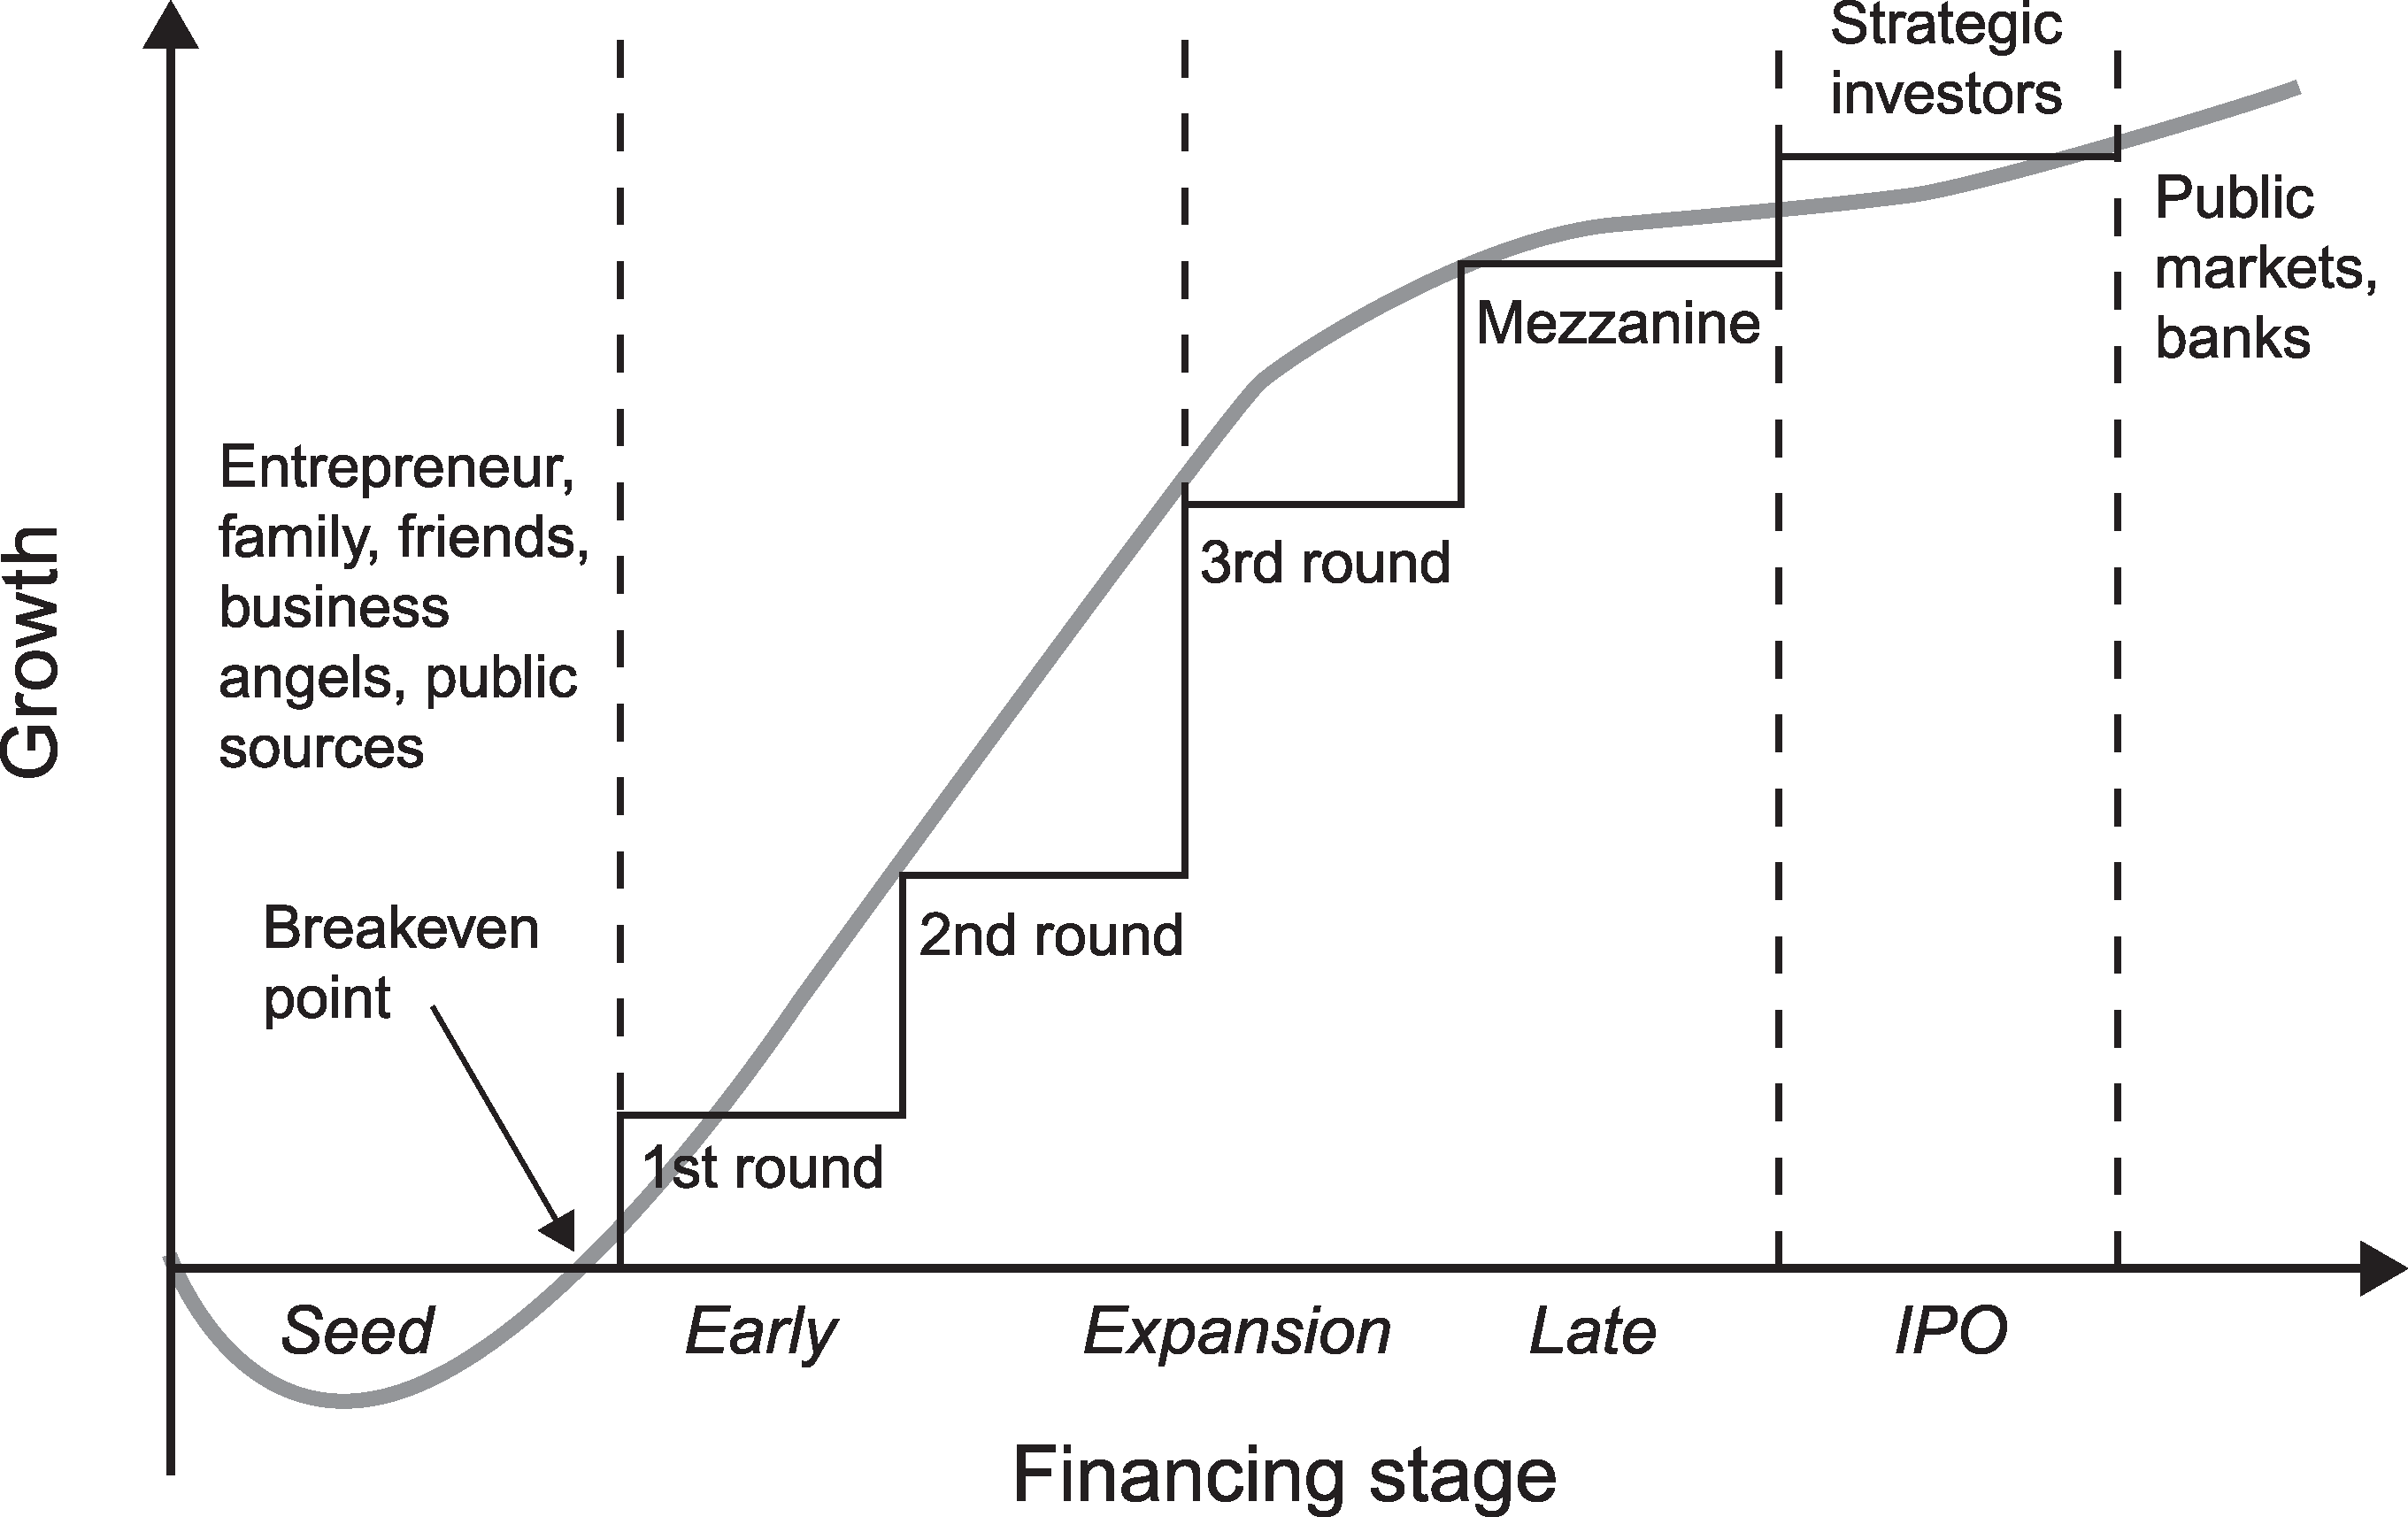 Strategic
investors
Public
markets,
banks
Mezzanine
Entrepreneur,
family, friends,
business
angels, public
sources
3rd round
Growth
Breakeven
point
2nd round
1st round
Seed
Early
Expansion
Late
IPO
Financing stage